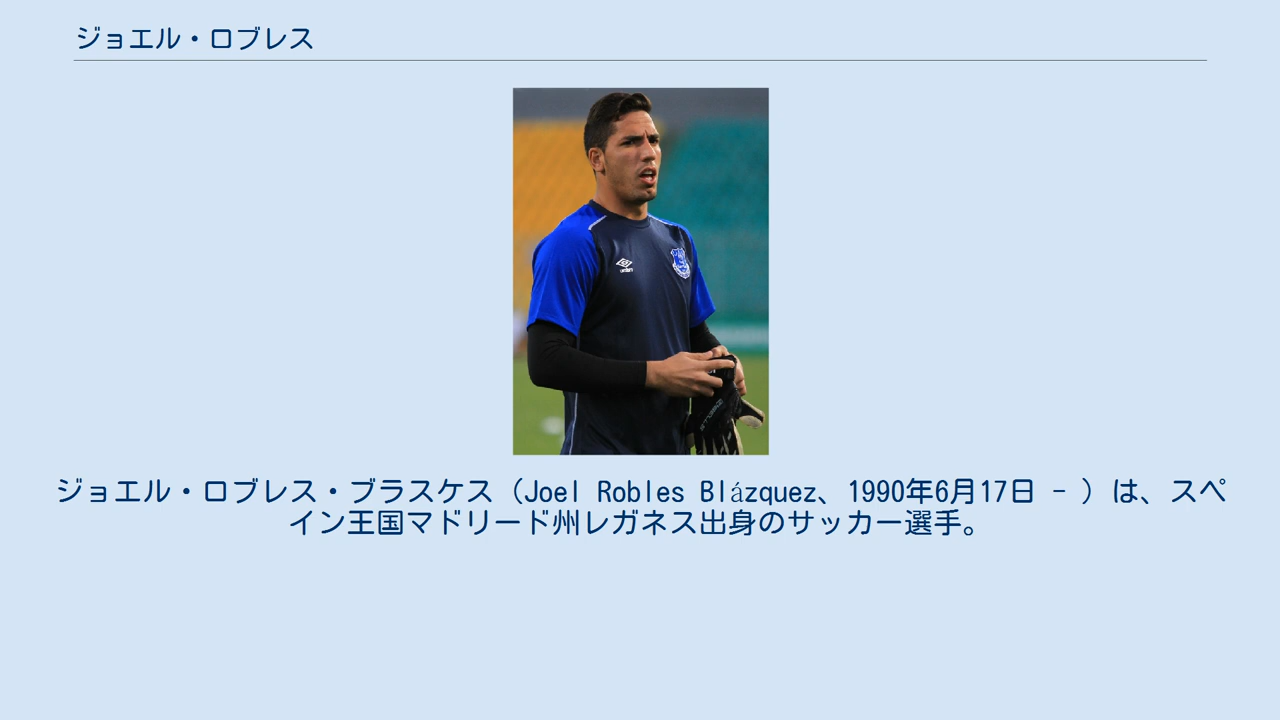 ジョエル・ロブレス
umbro
ジョエル・ロブレス・ブラスケス（Joel Robles Blázquez、1990年6月17日 - ）は、スペ
イン王国マドリード州レガネス出身のサッカー選手。